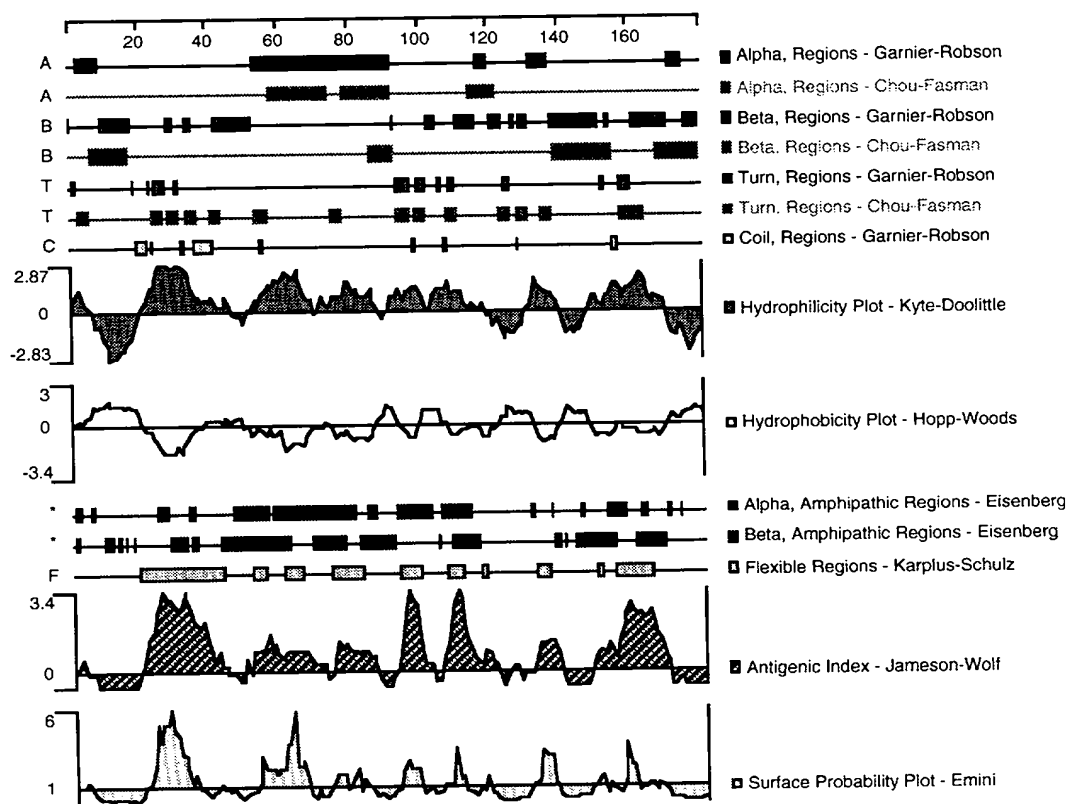 20 40 60 80 100 120 140 160
A Alpha, Regions - Garnier-Robson
A Alpha, Regions - Chou-Fasman
B Beta, Regions - Garnier-Robson
B Beta, Regions - Chou-Fasman
T Turn, Regions - Garnier-Robson
T Turn, Regions - Chou-Fasman
C Coil, Regions - Garnier-Robson
2.87
0 Hydrophilicity Plot - Kyte-Doolittle
-2.83
3
0 Hydrophobicity Plot - Hopp-Woods
-3.4
* Alpha, Amphipathic Regions - Eisenberg
* Beta, Amphipathic Regions - Eisenberg
F Flexible Regions - Karplus-Schulz
3.4
0 Antigenic Index - Jameson-Wolf
6
1 Surface Probability Plot - Emini